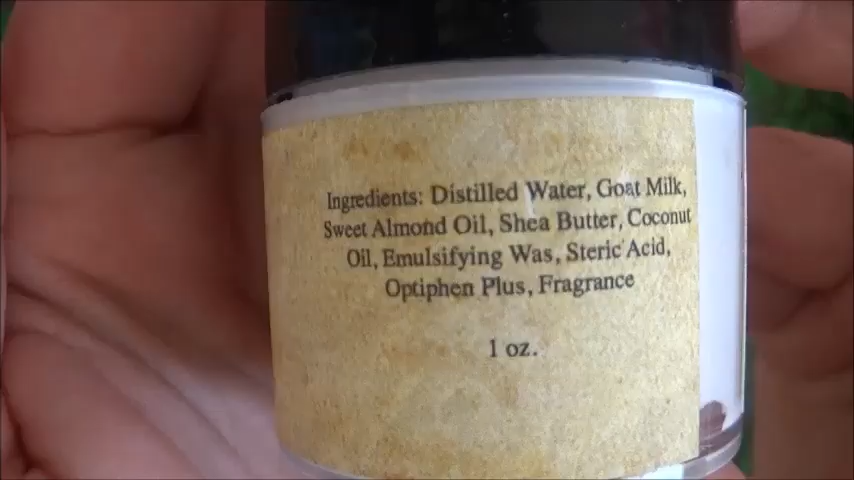 Ingredients: Distilled Water, Goat Milk,
Sweet Almond Oil, Shea Butter, Coconut
Oil, Emulsifying Was, Steric Acid,
Optiphen Plus, Fragrance
1 oz.